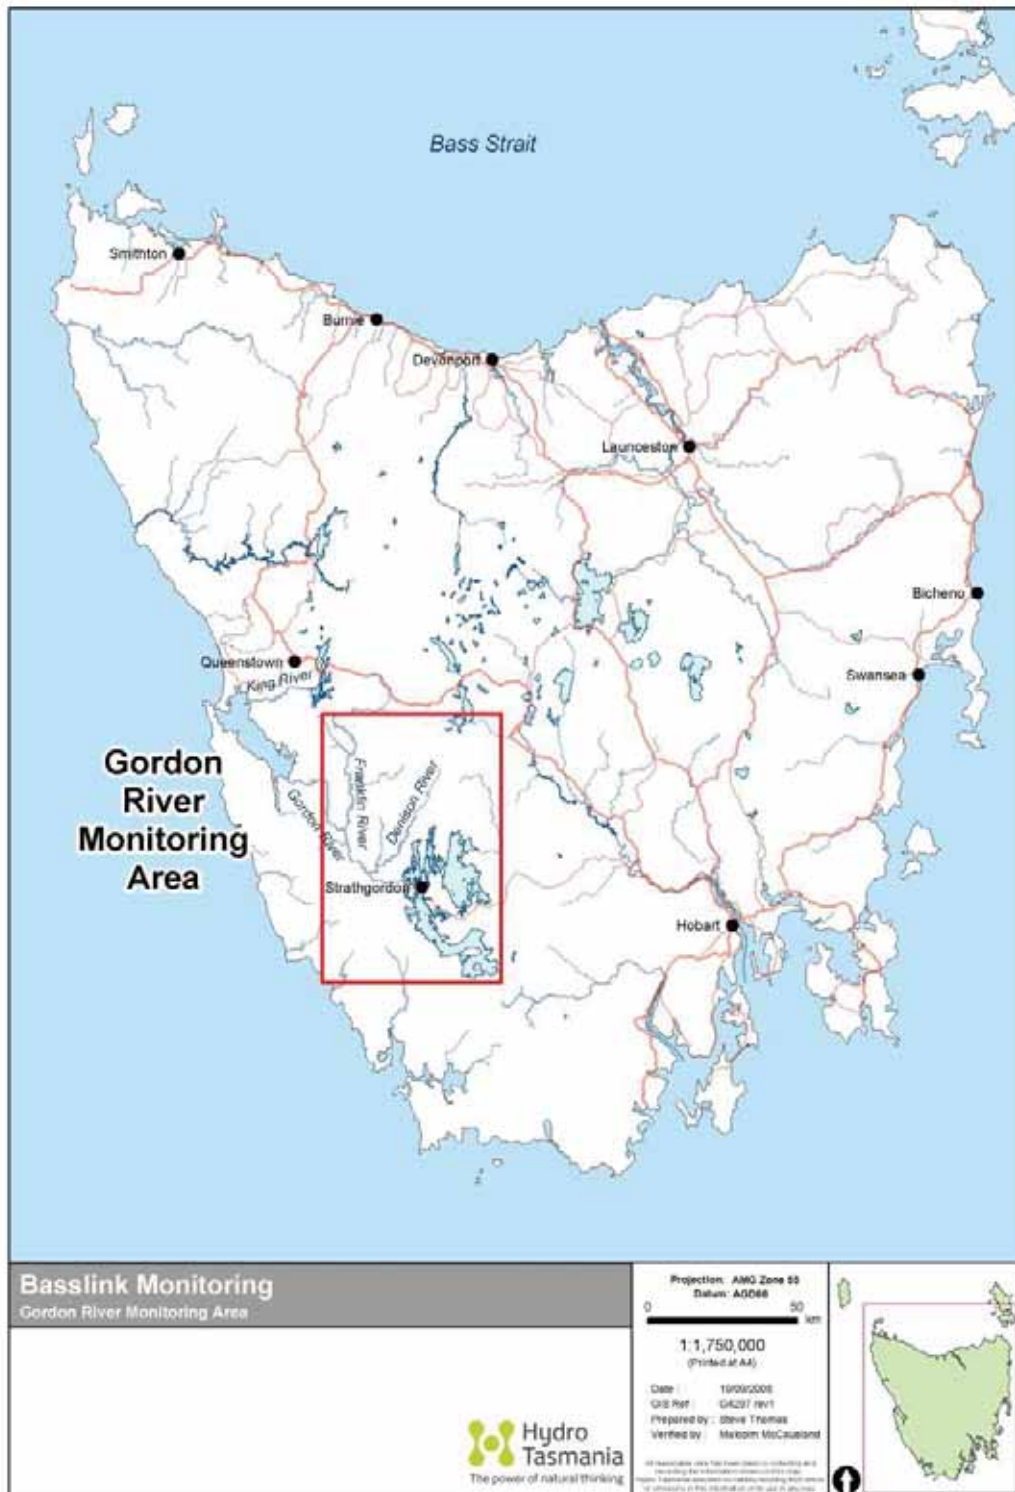 Bass Strait
Smithton
Burnie
Devonport
Launceston
Bicheno
Queenstown
King River
Swansea
Gordon
River
Monitoring
Area
Franklin River
Denison River
Gordon River
Strathgordon
Hobart
Basslink Monitoring
Gordon River Monitoring Area
Projection: AMG Zone 55
Datum: AGD66
0 50
km
1:1,750,000
(Printed at A4)
Date :
GIS Ref : G4297 rev1
Prepared by : Steve Thomas
Verified by : Malcolm McCausland
Hydro
Tasmania
The power of natural thinking